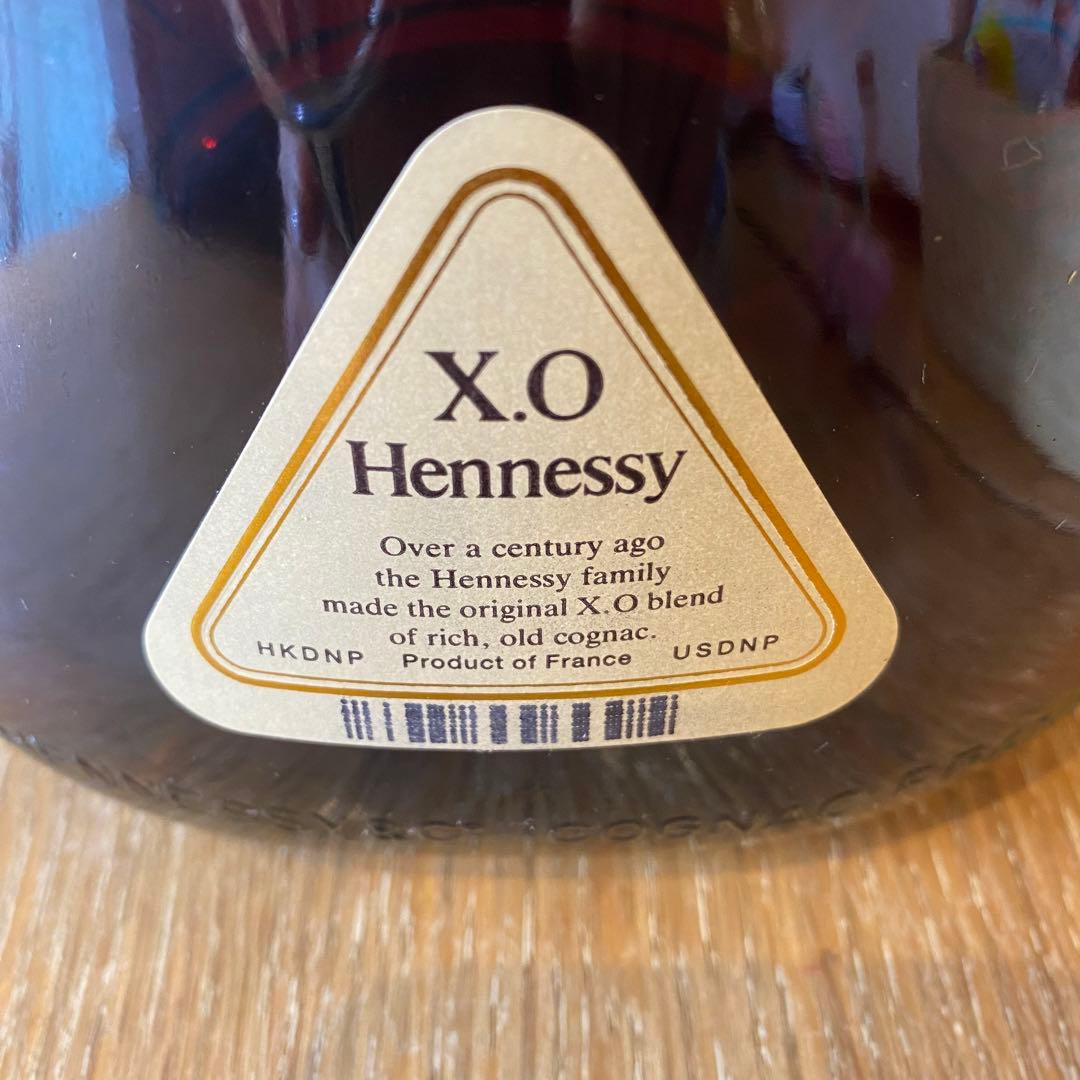 X.O
Hennessy
Over a century ago
the Hennessy family
made the original X.O blend
of rich, old cognac.
HKDNP Product of France USDNP
COGNAC